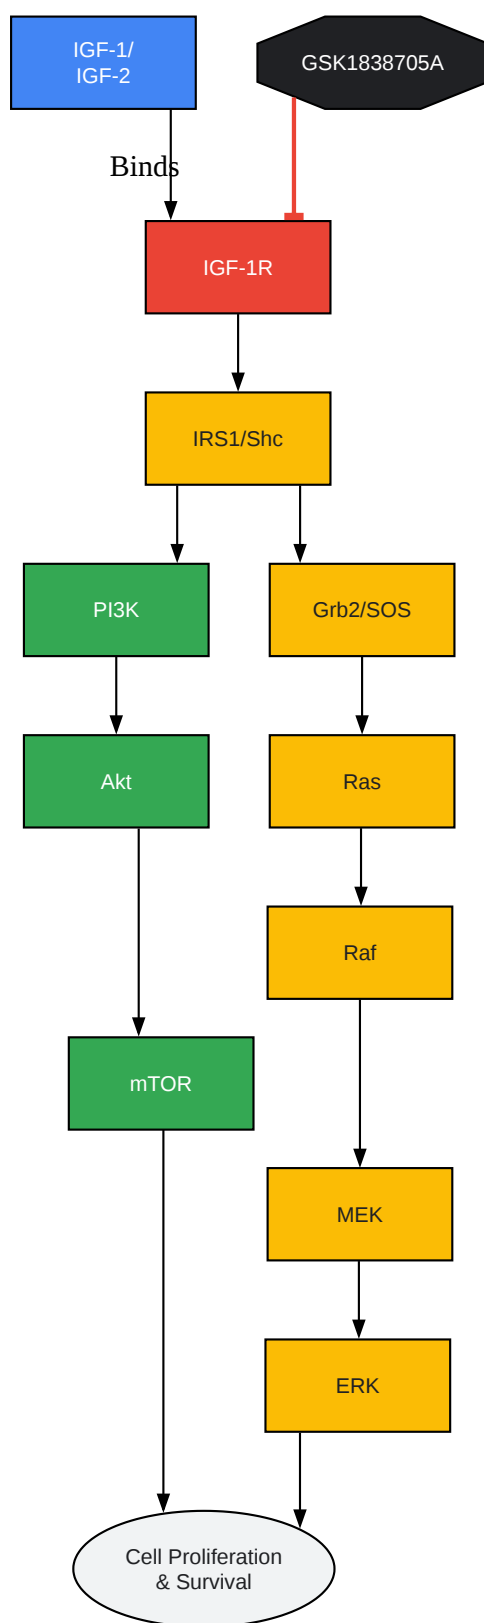 IGF-1/
IGF-2
GSK1838705A
Binds
IGF-1R
IRS1/Shc
PI3K
Grb2/SOS
Akt
Ras
Raf
mTOR
MEK
ERK
Cell Proliferation
& Survival